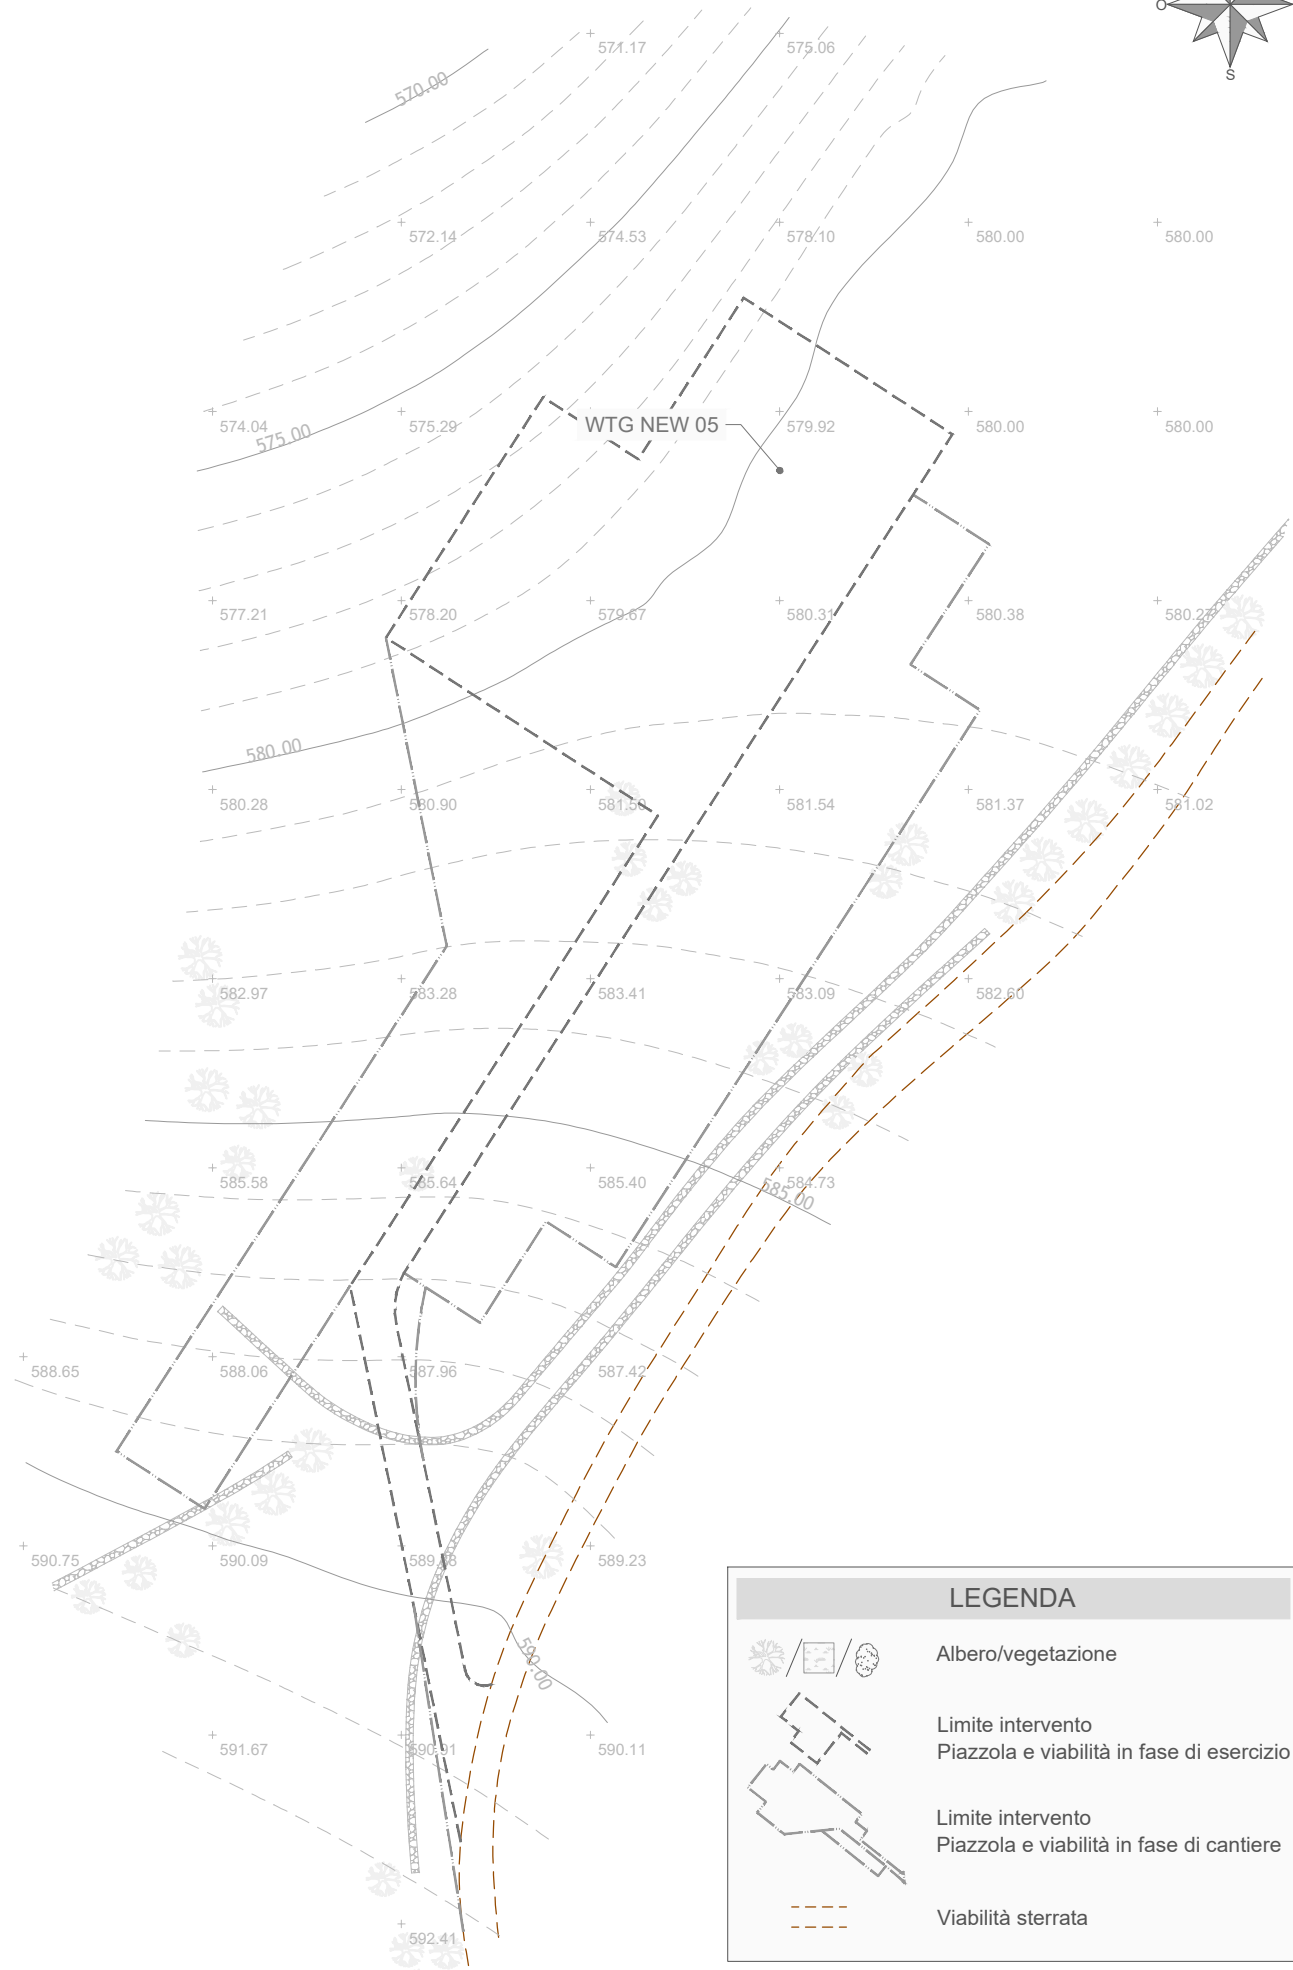 O
S
571.17 575.06
570.00
572.14 574.53 578.10 580.00 580.00
WTG NEW 05
574.04 575.29 579.92 580.00 580.00
575.00
577.21 578.20 579.67 580.31 580.38 580.27
580.00
580.28 580.90 581.50 581.54 581.37 581.02
582.97 583.28 583.41 583.09 582.60
585.58 585.64 585.40 584.73
585.00
588.65 588.06 587.96 587.42
590.75 590.09 589.23
590.00
591.67 590.91 590.11
592.41
LEGENDA
Albero/vegetazione
Limite intervento
Piazzola e viabilità in fase di esercizio
Limite intervento
Piazzola e viabilità in fase di cantiere
Viabilità sterrata